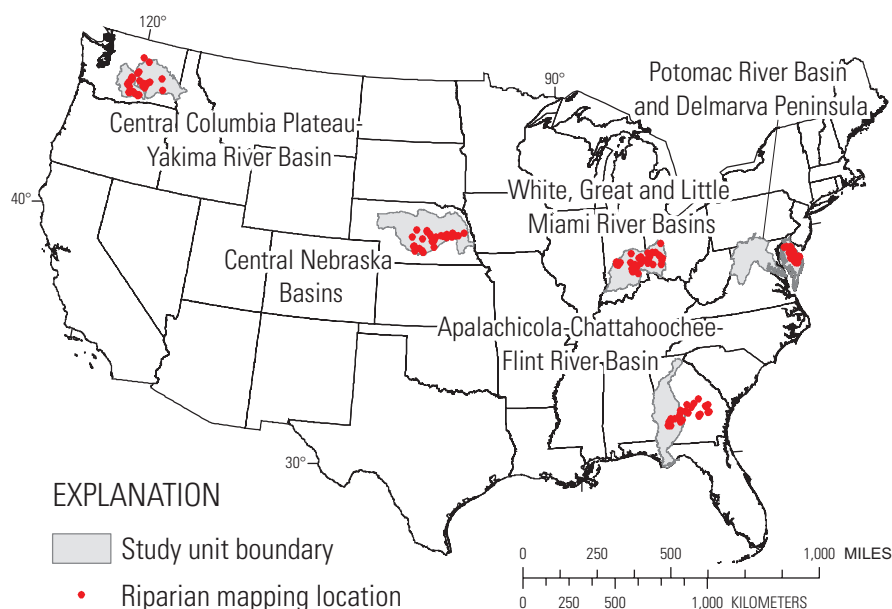 120°
90°
Potomac River Basin
and Delmarva Peninsula
Central Columbia Plateau-
Yakima River Basin
40°
White, Great and Little
Miami River Basins
Central Nebraska
Basins
Apalachicola-Chattahoochee-
Flint River Basin
30°
EXPLANATION
Study unit boundary
Riparian mapping location
0 250 500 1,000 MILES
0 250 500 1,000 KILOMETERS